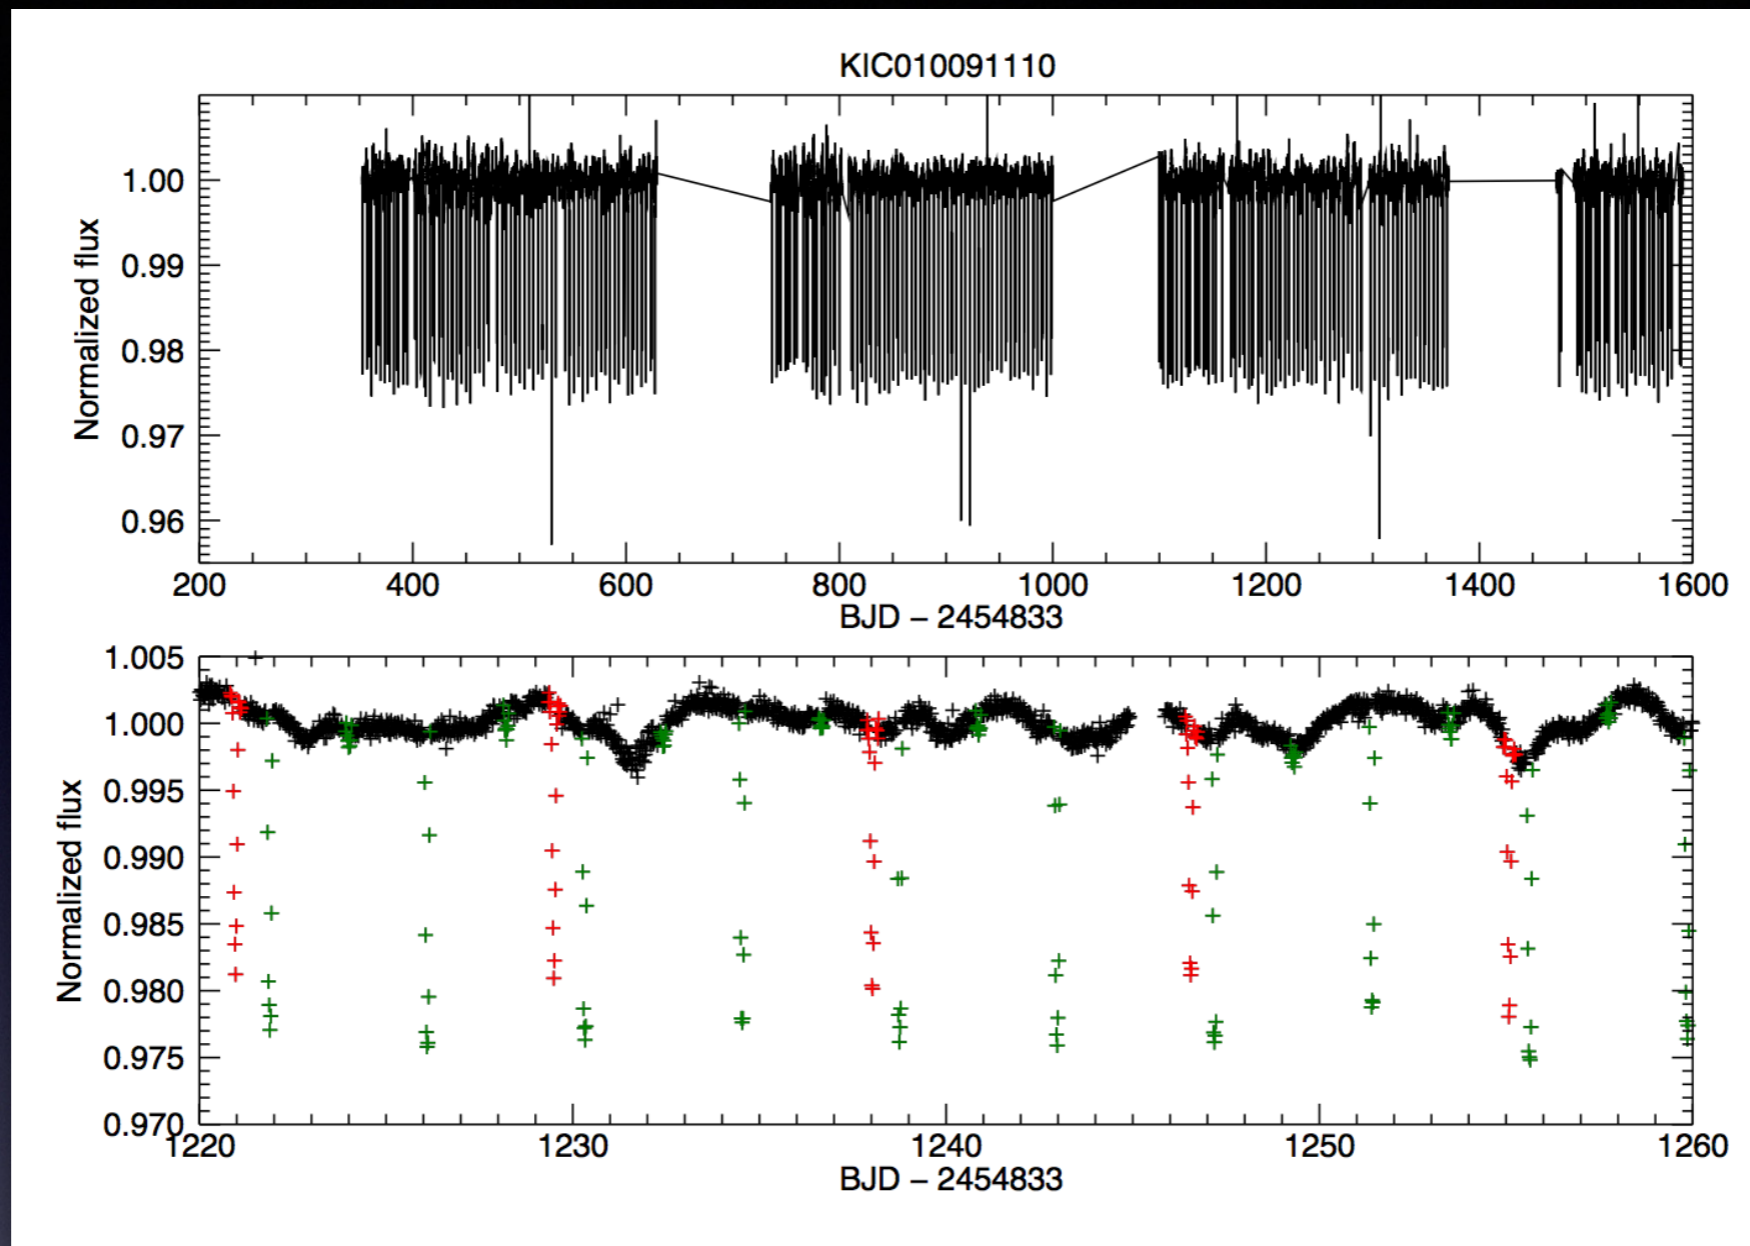 KIC010091110
1.00
0.99
0.98
0.97
0.96
Normalized flux
200 400 600 800 1000 1200 1400 1600
BJD – 2454833
1.005
1.000
0.995
0.990
0.985
0.980
0.975
0.970
Normalized flux
1220 1230 1240 1250 1260
BJD – 2454833